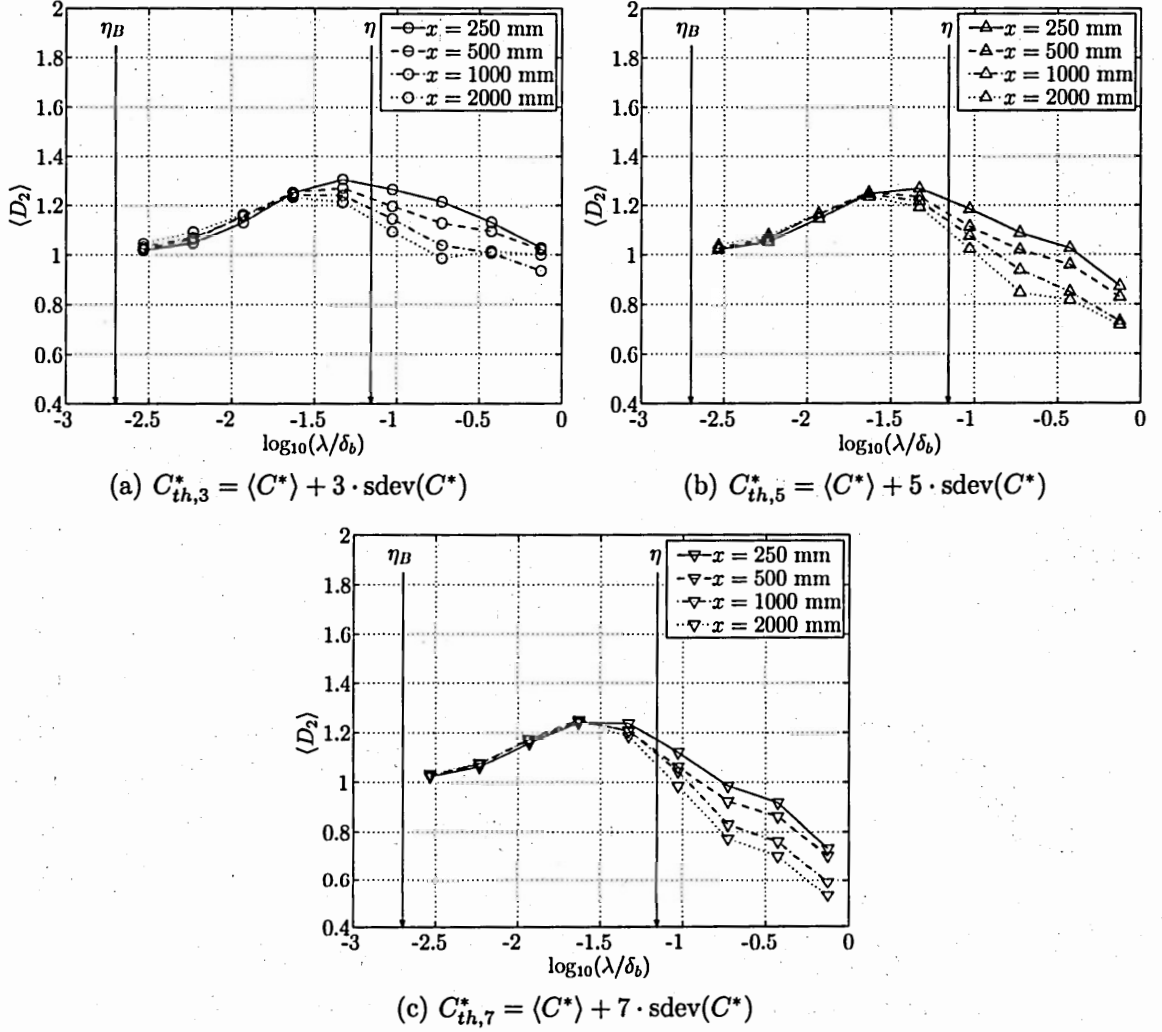 2
1.8
1.6
1.4
1.2
1
0.8
0.6
0.4
⟨D₂⟩
η_B
η
x = 250 mm
x = 500 mm
x = 1000 mm
x = 2000 mm
-3 -2.5 -2 -1.5 -1 -0.5 0
log₁₀(λ/δ_b)
(a) C*_{th,3} = ⟨C*⟩ + 3 · sdev(C*)
2
1.8
1.6
1.4
1.2
1
0.8
0.6
0.4
⟨D₂⟩
η_B
η
x = 250 mm
x = 500 mm
x = 1000 mm
x = 2000 mm
-3 -2.5 -2 -1.5 -1 -0.5 0
log₁₀(λ/δ_b)
(b) C*_{th,5} = ⟨C*⟩ + 5 · sdev(C*)
2
1.8
1.6
1.4
1.2
1
0.8
0.6
0.4
⟨D₂⟩
η_B
η
x = 250 mm
x = 500 mm
x = 1000 mm
x = 2000 mm
-3 -2.5 -2 -1.5 -1 -0.5 0
log₁₀(λ/δ_b)
(c) C*_{th,7} = ⟨C*⟩ + 7 · sdev(C*)